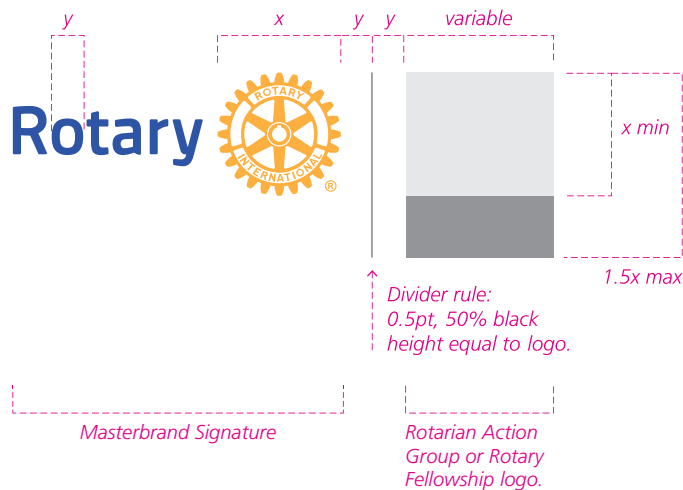 y
x
y
y
variable
Rotary
ROTARY
INTERNATIONAL
®
x min
1.5x max
Divider rule:
0.5pt, 50% black
height equal to logo.
Masterbrand Signature
Rotarian Action
Group or Rotary
Fellowship logo.